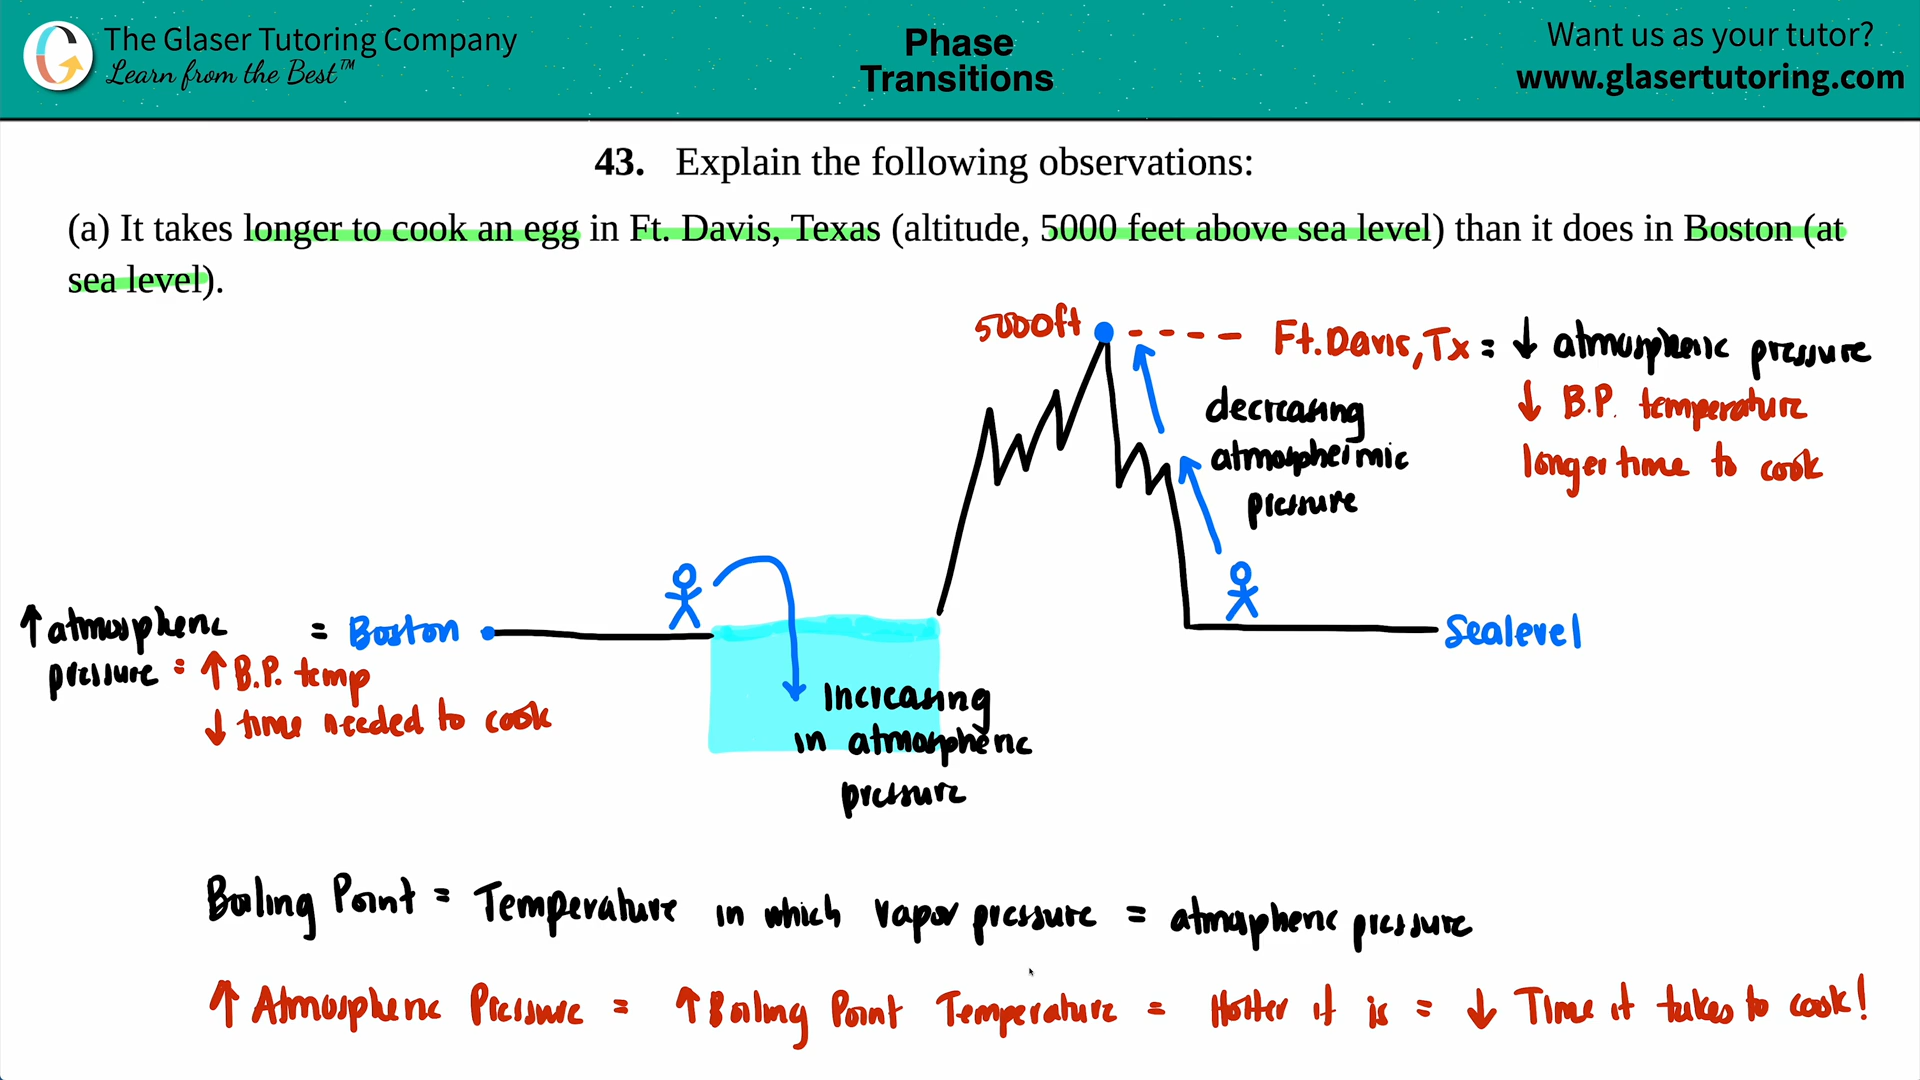 The Glaser Tutoring Company
Learn from the Best™
Phase
Transitions
Want us as your tutor?
www.glasertutoring.com
43. Explain the following observations:
(a) It takes longer to cook an egg in Ft. Davis, Texas (altitude, 5000 feet above sea level) than it does in Boston (at
sea level).
5000ft
Ft. Davis, Tx = ↓ atmospheric pressure
↓ B.P. temperature
longer time to cook
decreasing
atmosphermic
pressure
↑ atmospheric
pressure
= Boston
= ↑ B.P. temp
↓ time needed to cook
Sealevel
Increasing
in atmospheric
pressure
Boiling Point = Temperature in which vapor pressure = atmospheric pressure
↑ Atmospheric Pressure = ↑ Boiling Point Temperature = Hotter it is = ↓ Time it takes to cook!